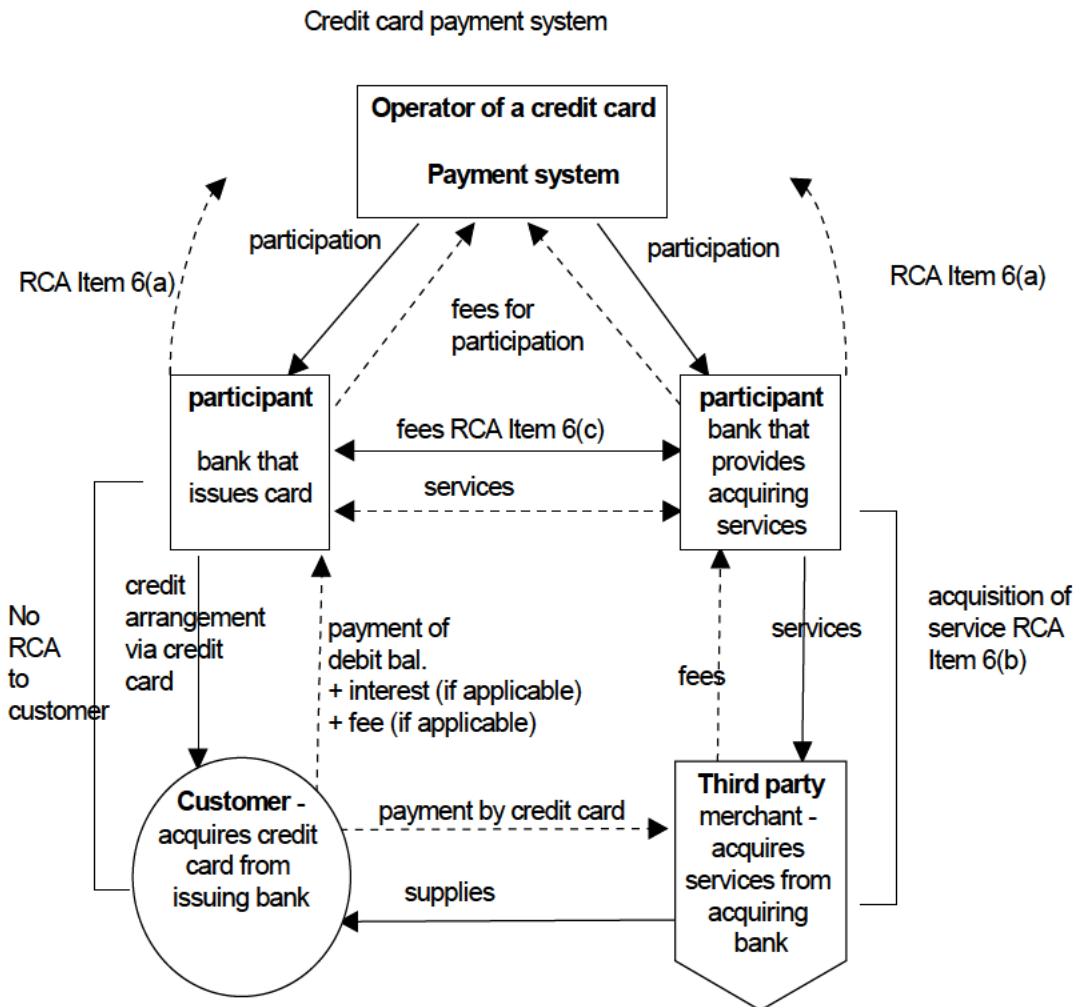 Credit card payment system
Operator of a credit card
Payment system
participation
participation
RCA Item 6(a)
RCA Item 6(a)
fees for
participation
participant
bank that
issues card
fees RCA Item 6(c)
services
participant
bank that
provides
acquiring
services
No
RCA
to
customer
credit
arrangement
via credit
card
payment of
debit bal.
+ interest (if applicable)
+ fee (if applicable)
fees
services
acquisition of
service RCA
Item 6(b)
Customer -
acquires credit
card from
issuing bank
payment by credit card
supplies
Third party
merchant -
acquires
services from
acquiring
bank